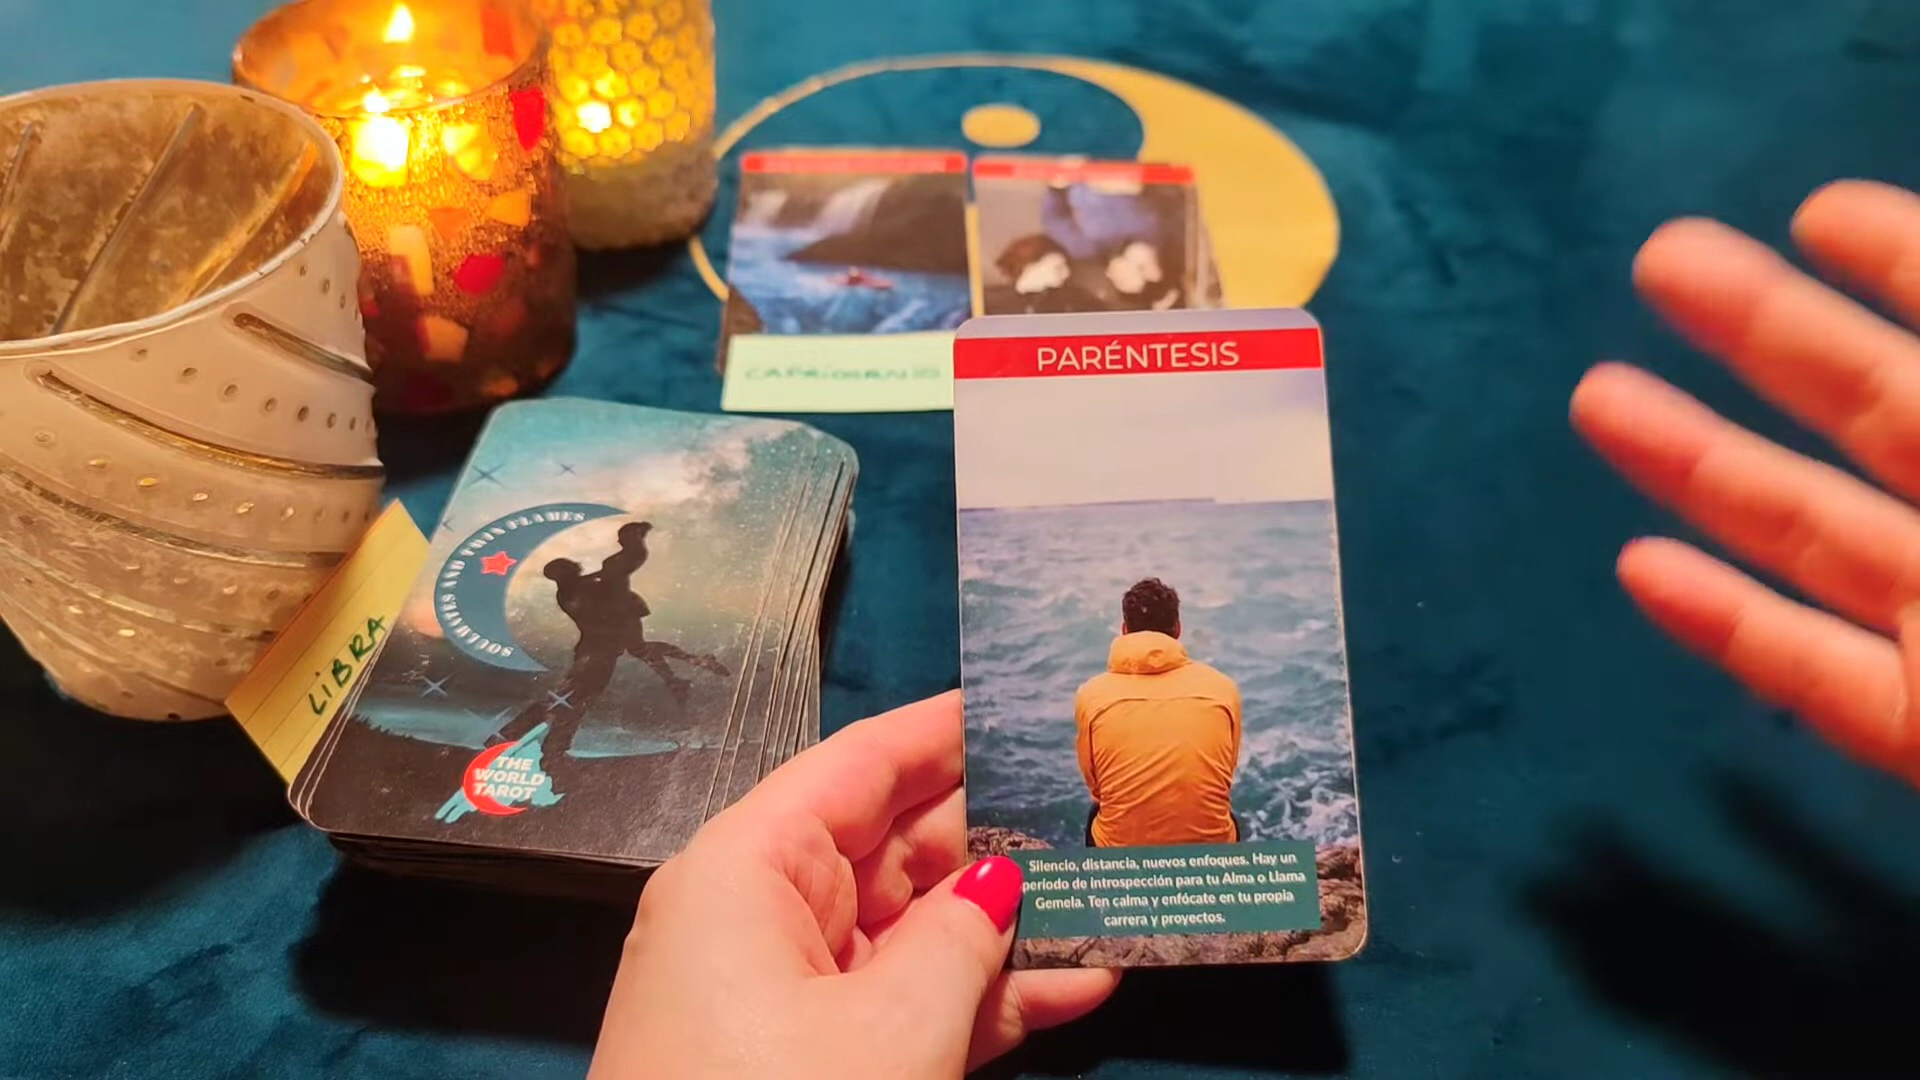 CAPRICORNIO
PARÉNTESIS
SOULMATES AND TWIN FLAMES
LIBRA
THE
WORLD
TAROT
Silencio, distancia, nuevos enfoques. Hay un
período de introspección para tu Alma o Llama
Gemela. Ten calma y enfócate en tu propia
carrera y proyectos.